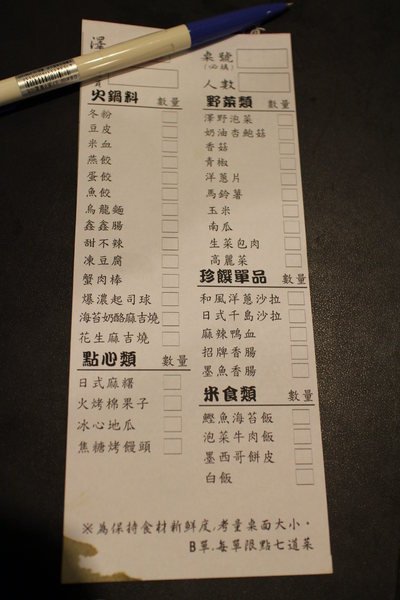 澤
桌號
(必填)
人數
火鍋料 數量
冬粉
豆皮
米血
燕餃
蛋餃
魚餃
烏龍麵
鑫鑫腸
甜不辣
凍豆腐
蟹肉棒
爆濃起司球
海苔奶酪麻吉燒
花生麻吉燒
點心類 數量
日式麻糬
火烤棉果子
冰心地瓜
焦糖烤饅頭
野菜類 數量
澤野泡菜
奶油杏鮑菇
香菇
青椒
洋蔥片
馬鈴薯
玉米
南瓜
生菜包肉
高麗菜
珍饌單品 數量
和風洋蔥沙拉
日式千島沙拉
麻辣鴨血
招牌香腸
墨魚香腸
米食類 數量
鰹魚海苔飯
泡菜牛肉飯
墨西哥餅皮
白飯
※為保持食材新鮮度,考量桌面大小。
B單,每單限點七道菜